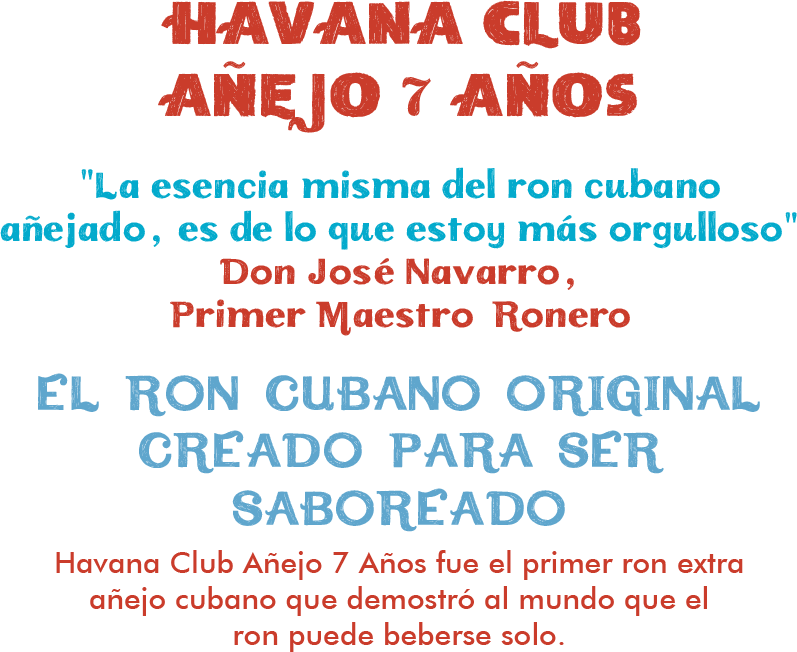 HAVANA CLUB
AÑEJO 7 AÑOS
"La esencia misma del ron cubano
añejado, es de lo que estoy más orgulloso"
Don José Navarro,
Primer Maestro Ronero
EL RON CUBANO ORIGINAL
CREADO PARA SER
SABOREADO
Havana Club Añejo 7 Años fue el primer ron extra
añejo cubano que demostró al mundo que el
ron puede beberse solo.